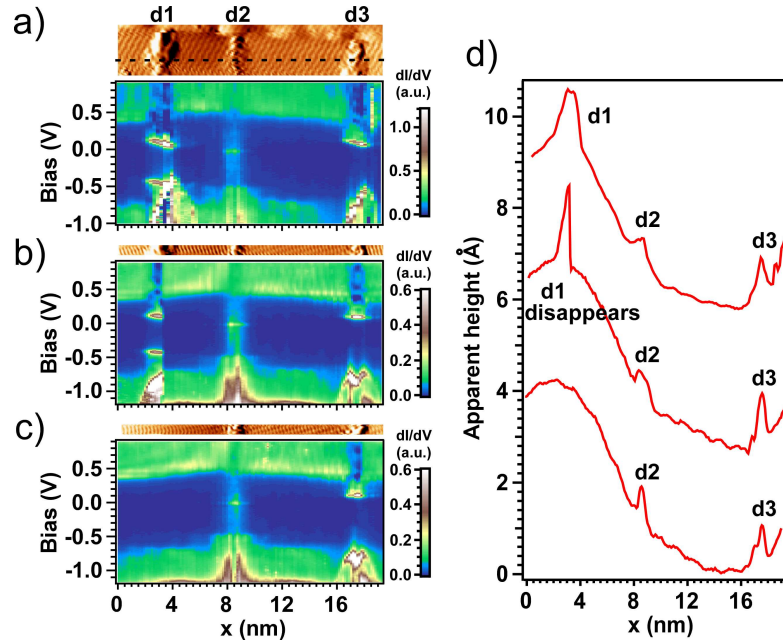 a)
d1 d2 d3
dI/dV
(a.u.)
1.0
0.5
0.0
Bias (V)
0.5
0.0
-0.5
-1.0
b)
0.6
0.4
0.2
0.0
Bias (V)
0.5
0.0
-0.5
-1.0
c)
dI/dV
(a.u.)
0.6
0.4
0.2
0.0
Bias (V)
0.5
0.0
-0.5
-1.0
0 4 8 12 16
x (nm)
d)
Apparent height (Å)
10
8
6
4
2
0
d1
d2
d3
d1
disappears
d2
d3
d2
d3
0 4 8 12 16
x (nm)